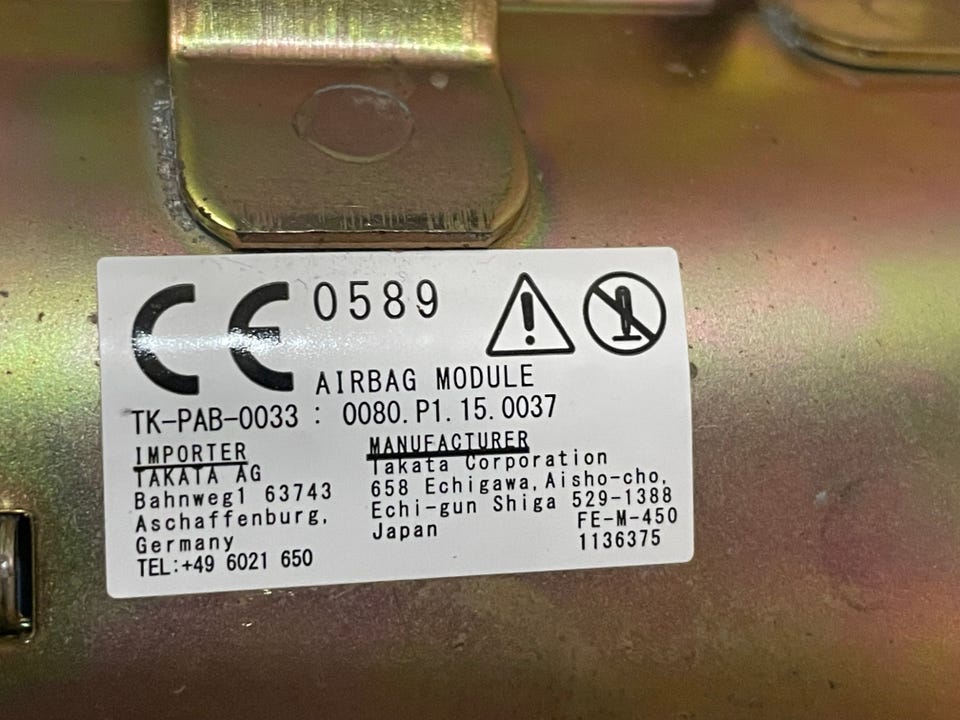 CE 0589
AIRBAG MODULE
TK-PAB-0033 : 0080.P1.15.0037
IMPORTER
TAKATA AG
Bahnweg1 63743
Aschaffenburg,
Germany
TEL:+49 6021 650
MANUFACTURER
Takata Corporation
658 Echigawa,Aisho-cho,
Echi-gun Shiga 529-1388
Japan
FE-M-450
1136375